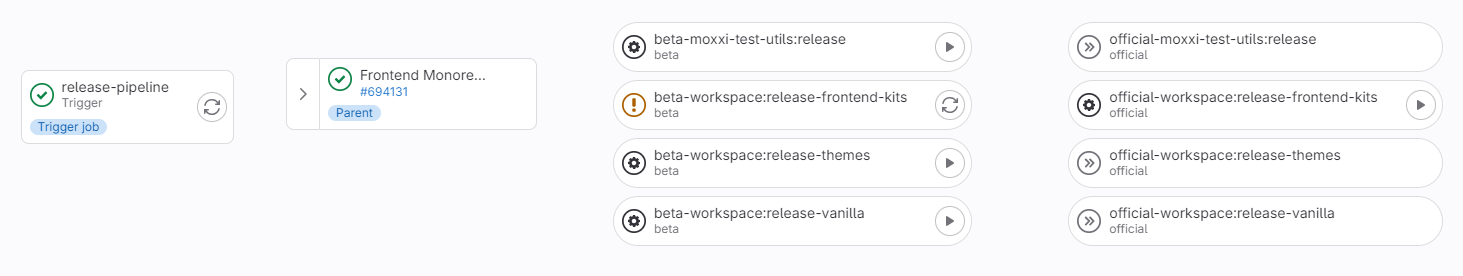 release-pipeline
Trigger
Trigger job
Frontend Monore...
#694131
Parent
beta-moxxi-test-utils:release
beta
beta-workspace:release-frontend-kits
beta
beta-workspace:release-themes
beta
beta-workspace:release-vanilla
beta
official-moxxi-test-utils:release
official
official-workspace:release-frontend-kits
official
official-workspace:release-themes
official
official-workspace:release-vanilla
official